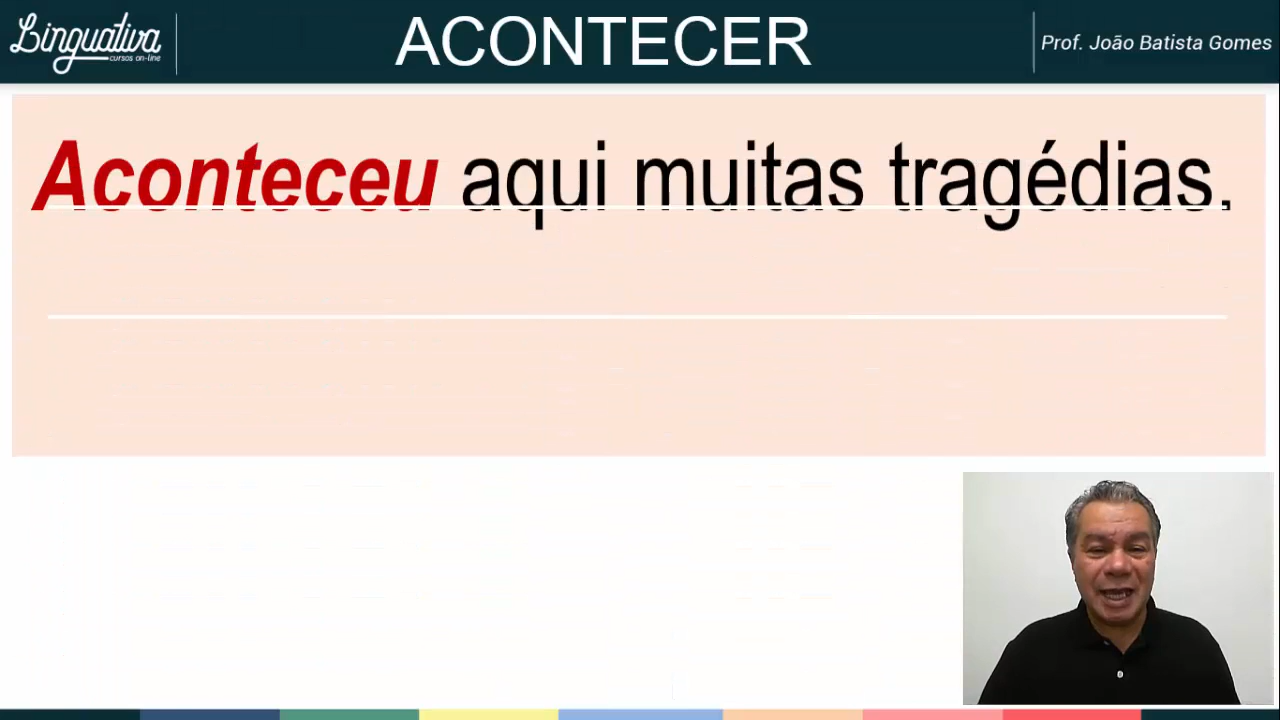 Linguativa
cursos on-line
ACONTECER
Prof. João Batista Gomes
Aconteceu aqui muitas tragédias.